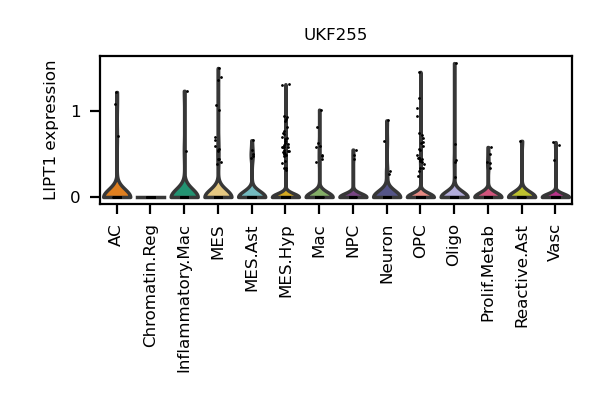 UKF255
LIPT1 expression
1
0
AC
Chromatin.Reg
Inflammatory.Mac
MES
MES.Ast
MES.Hyp
Mac
NPC
Neuron
OPC
Oligo
Prolif.Metab
Reactive.Ast
Vasc